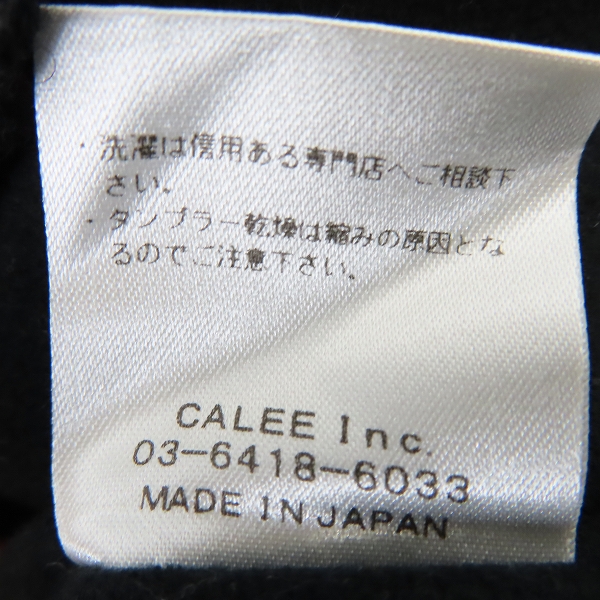 ・洗濯は信用ある専門店へご相談下
さい。
・タンブラー乾燥は縮みの原因とな
るのでご注意下さい。
CALEE Inc.
03-6418-6033
MADE IN JAPAN